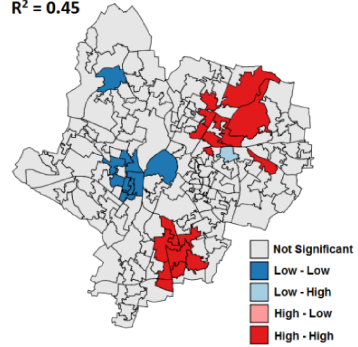 R² = 0.45
Not Significant
Low - Low
Low - High
High - Low
High - High